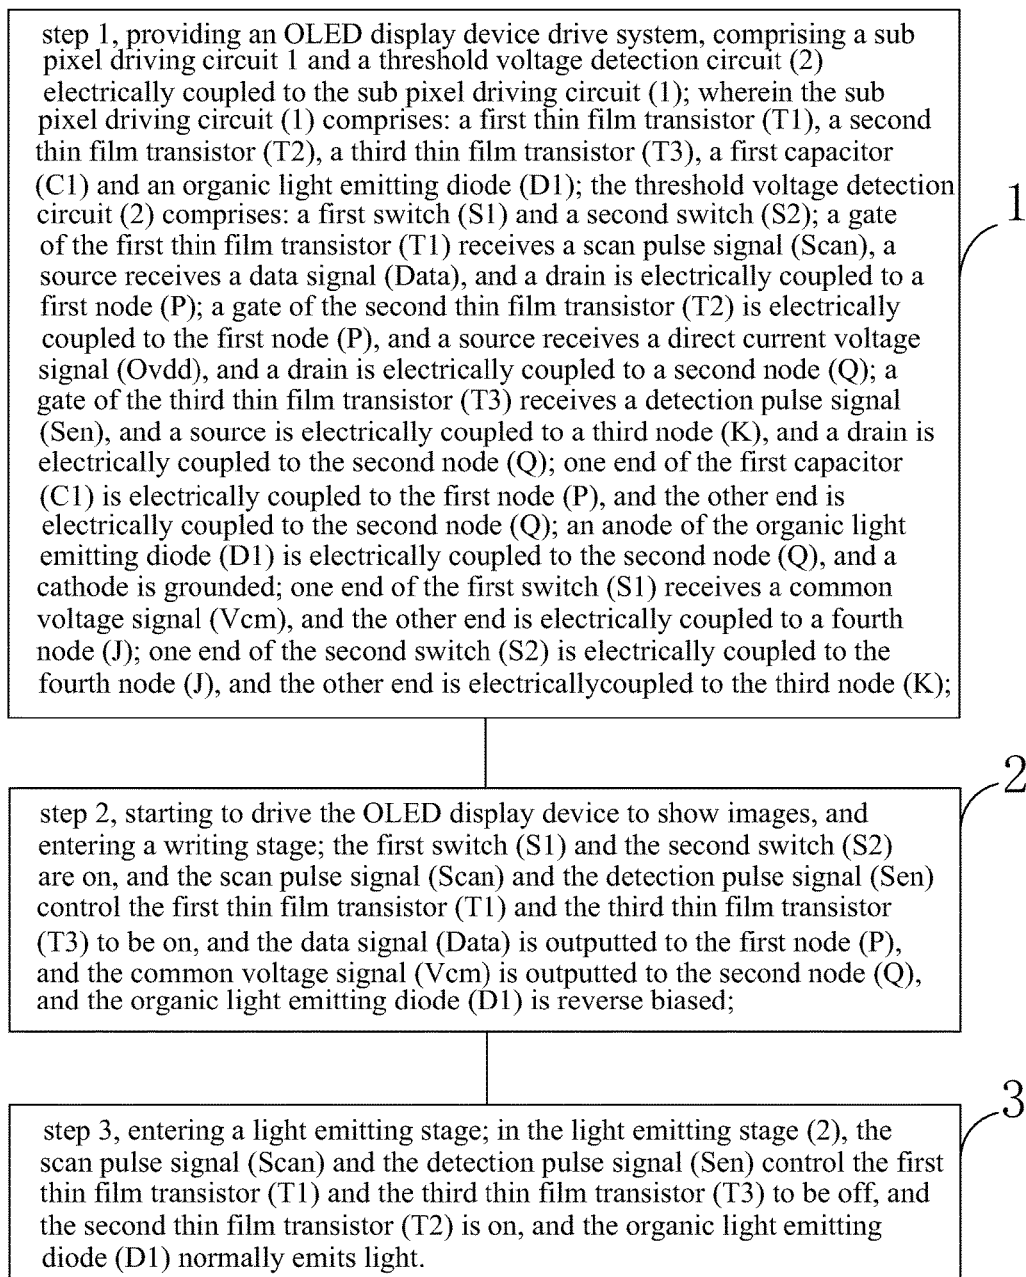 step 1, providing an OLED display device drive system, comprising a sub
pixel driving circuit 1 and a threshold voltage detection circuit (2)
electrically coupled to the sub pixel driving circuit (1); wherein the sub
pixel driving circuit (1) comprises: a first thin film transistor (T1), a second
thin film transistor (T2), a third thin film transistor (T3), a first capacitor
(C1) and an organic light emitting diode (D1); the threshold voltage detection
circuit (2) comprises: a first switch (S1) and a second switch (S2); a gate
of the first thin film transistor (T1) receives a scan pulse signal (Scan), a
source receives a data signal (Data), and a drain is electrically coupled to a
first node (P); a gate of the second thin film transistor (T2) is electrically
coupled to the first node (P), and a source receives a direct current voltage
signal (Ovdd), and a drain is electrically coupled to a second node (Q); a
gate of the third thin film transistor (T3) receives a detection pulse signal
(Sen), and a source is electrically coupled to a third node (K), and a drain is
electrically coupled to the second node (Q); one end of the first capacitor
(C1) is electrically coupled to the first node (P), and the other end is
electrically coupled to the second node (Q); an anode of the organic light
emitting diode (D1) is electrically coupled to the second node (Q), and a
cathode is grounded; one end of the first switch (S1) receives a common
voltage signal (Vcm), and the other end is electrically coupled to a fourth
node (J); one end of the second switch (S2) is electrically coupled to the
fourth node (J), and the other end is electricallycoupled to the third node (K);
1
step 2, starting to drive the OLED display device to show images, and
entering a writing stage; the first switch (S1) and the second switch (S2)
are on, and the scan pulse signal (Scan) and the detection pulse signal (Sen)
control the first thin film transistor (T1) and the third thin film transistor
(T3) to be on, and the data signal (Data) is outputted to the first node (P),
and the common voltage signal (Vcm) is outputted to the second node (Q),
and the organic light emitting diode (D1) is reverse biased;
2
step 3, entering a light emitting stage; in the light emitting stage (2), the
scan pulse signal (Scan) and the detection pulse signal (Sen) control the first
thin film transistor (T1) and the third thin film transistor (T3) to be off, and
the second thin film transistor (T2) is on, and the organic light emitting
diode (D1) normally emits light.
3